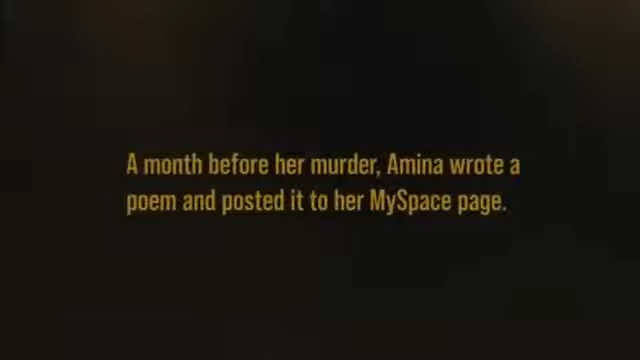 A month before her murder, Amina wrote a
poem and posted it to her MySpace page.